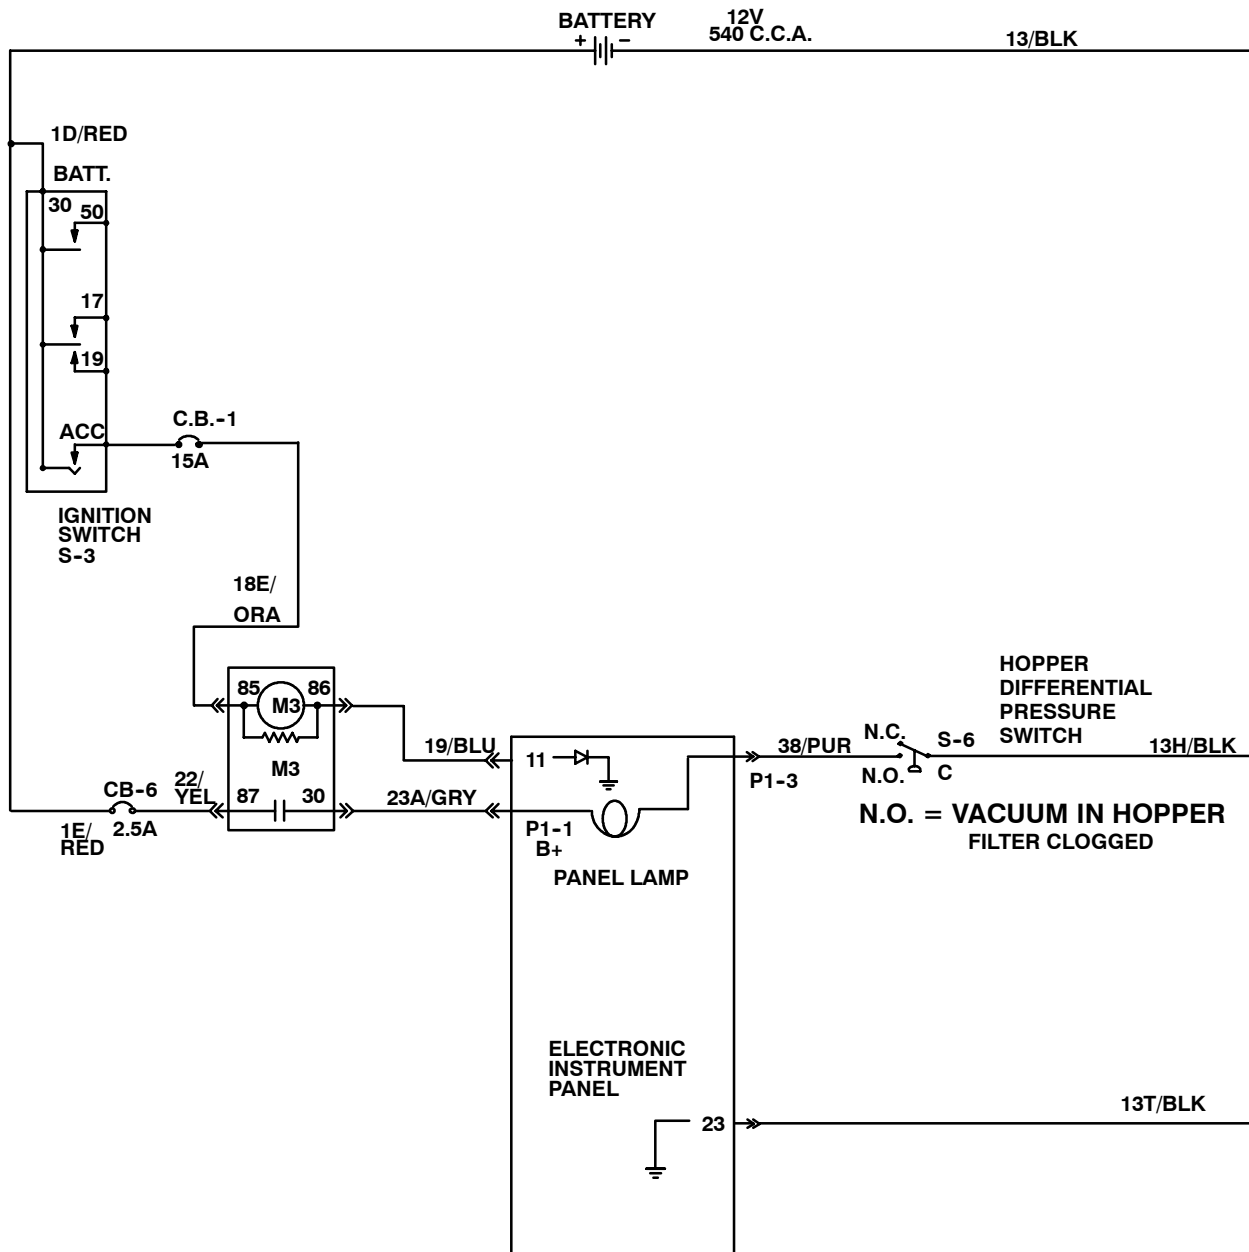 BATTERY
12V
540 C.C.A.
+ -
13/BLK
1D/RED
BATT.
30
50
17
19
ACC
C.B.-1
15A
IGNITION
SWITCH
S-3
18E/
ORA
85
M3
86
M3
87
30
22/
YEL
CB-6
2.5A
1E/
RED
19/BLU
23A/GRY
11
P1-1
B+
PANEL LAMP
38/PUR
P1-3
HOPPER
DIFFERENTIAL
PRESSURE
SWITCH
N.C.
S-6
N.O.
C
13H/BLK
N.O. = VACUUM IN HOPPER
FILTER CLOGGED
ELECTRONIC
INSTRUMENT
PANEL
23
13T/BLK